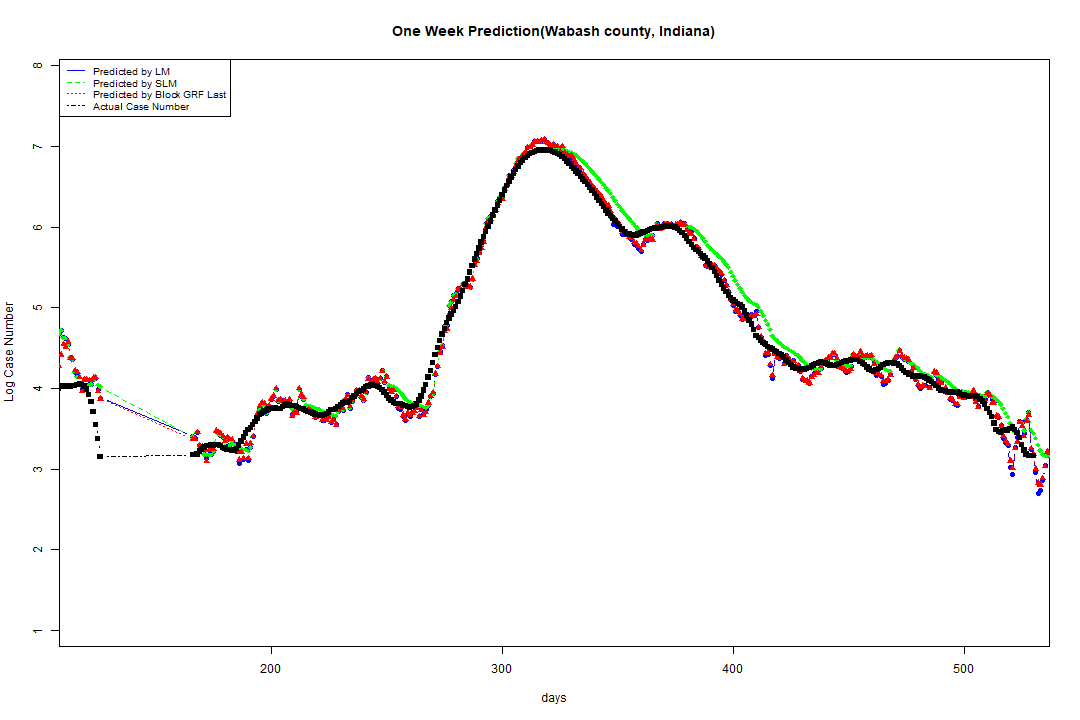 One Week Prediction(Wabash county, Indiana)
Predicted by LM
Predicted by SLM
Predicted by Block GRF Last
Actual Case Number
8
7
6
5
4
3
2
1
Log Case Number
200
300
400
500
days